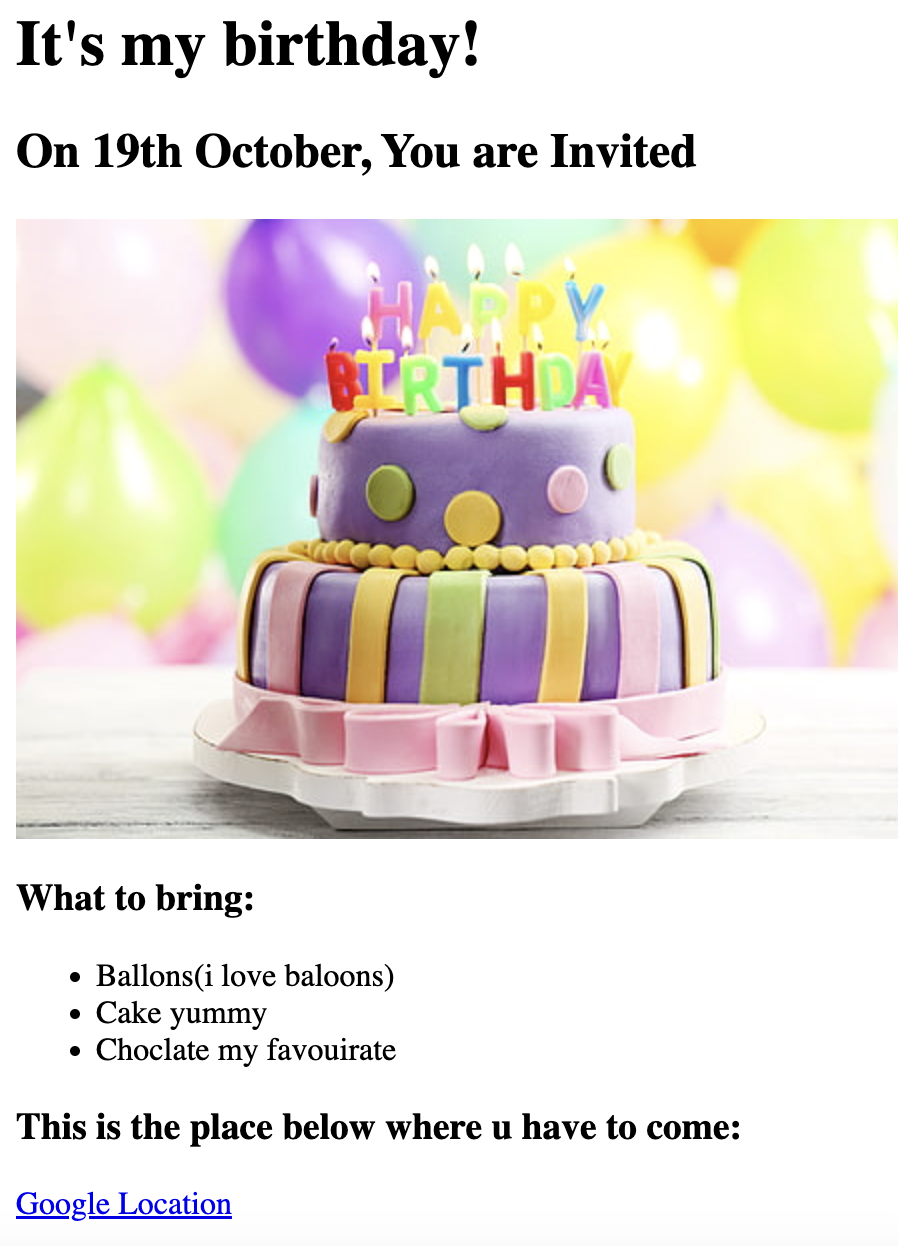 It's my birthday!
On 19th October, You are Invited
HAPPY
BIRTHDAY
What to bring:
Ballons(i love baloons)
Cake yummy
Choclate my favouirate
This is the place below where u have to come:
Google Location